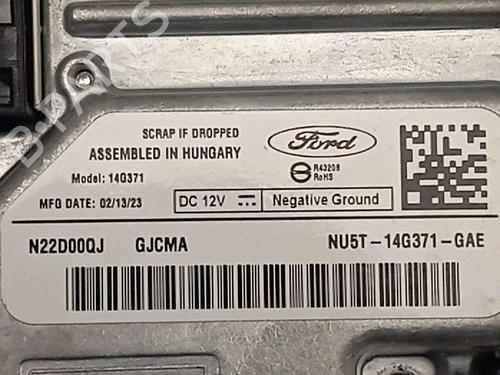 B-PARTS
SCRAP IF DROPPED
ASSEMBLED IN HUNGARY
Ford
Model: 14G371
R43208
RoHS
MFG DATE: 02/13/23
DC 12V
Negative Ground
N22D00QJ GJCMA NU5T-14G371-GAE